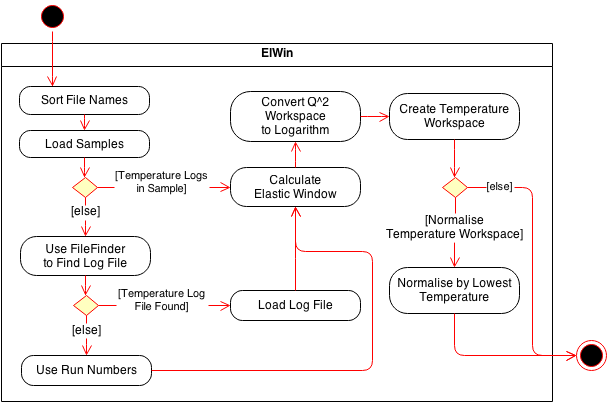 ElWin
Sort File Names
Load Samples
[Temperature Logs
in Sample]
[else]
Use FileFinder
to Find Log File
[Temperature Log
File Found]
[else]
Use Run Numbers
Convert Q^2
Workspace
to Logarithm
Calculate
Elastic Window
Load Log File
Create Temperature
Workspace
[else]
[Normalise
Temperature Workspace]
Normalise by Lowest
Temperature